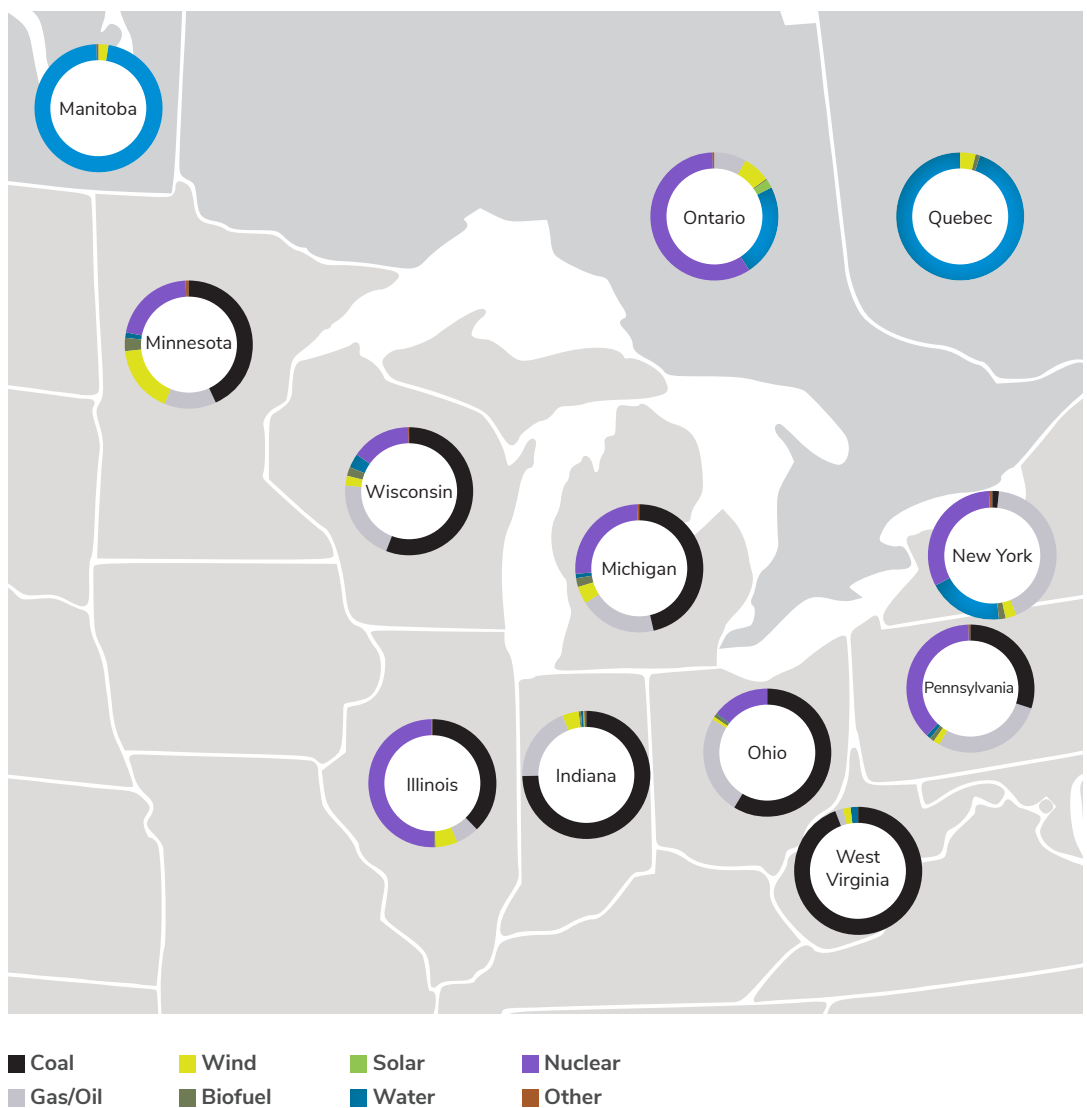 Manitoba
Ontario
Quebec
Minnesota
Wisconsin
Michigan
New York
Pennsylvania
Illinois
Indiana
Ohio
West
Virginia
Coal
Wind
Solar
Nuclear
Gas/Oil
Biofuel
Water
Other